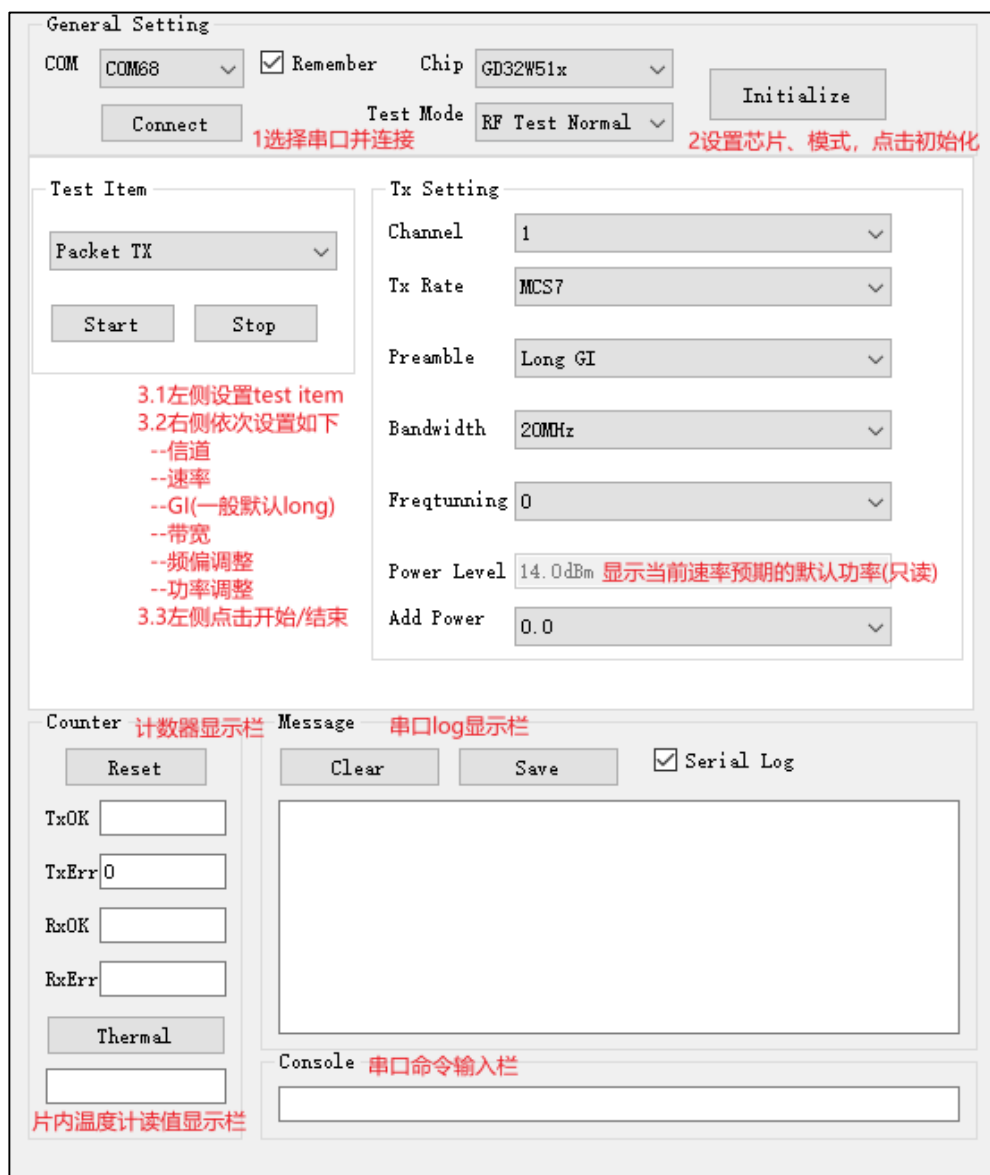 General Setting
COM COM68 Remember Chip GD32W51x
Initialize
Connect Test Mode RF Test Normal
1选择串口并连接 2设置芯片、模式，点击初始化
Test Item
Packet TX
Start Stop
3.1左侧设置test item
3.2右侧依次设置如下
--信道
--速率
--GI(一般默认long)
--带宽
--频偏调整
--功率调整
3.3左侧点击开始/结束
Tx Setting
Channel 1
Tx Rate MCS7
Preamble Long GI
Bandwidth 20MHz
Freqtunning 0
Power Level 14.0dBm 显示当前速率预期的默认功率(只读)
Add Power 0.0
Counter 计数器显示栏
Reset
TxOK
TxErr 0
RxOK
RxErr
Thermal
片内温度计读值显示栏
Message 串口log显示栏
Clear Save Serial Log
Console 串口命令输入栏